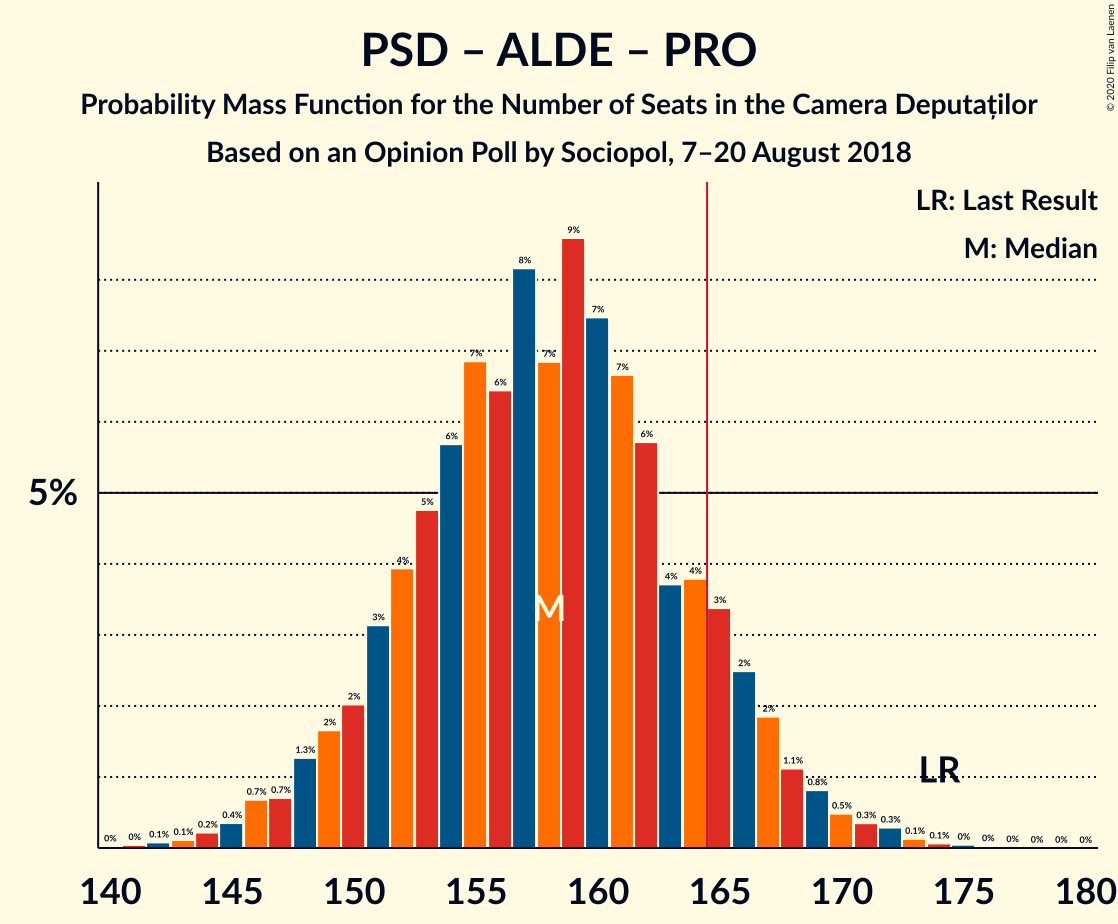 PSD – ALDE – PRO
Probability Mass Function for the Number of Seats in the Camera Deputaților
Based on an Opinion Poll by Sociopol, 7–20 August 2018
© 2020 Filip van Laenen
LR: Last Result
M: Median
5%
0% 0% 0.1% 0.1% 0.2% 0.4% 0.7% 0.7% 1.3% 2% 2% 3% 4% 5% 6% 7% 6% 8% 7% 9% 7% 7% 6% 4% 4% 3% 2% 2% 1.1% 0.8% 0.5% 0.3% 0.3% 0.1% 0.1% 0% 0% 0% 0% 0% 0%
M
LR
140 145 150 155 160 165 170 175 180